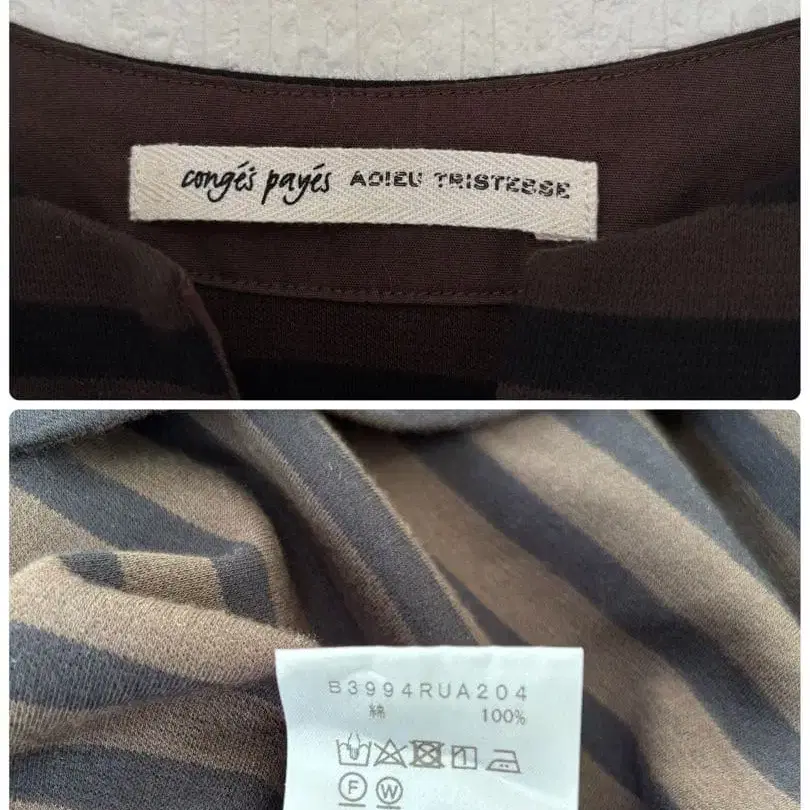 congés payés ADIEU TRISTESSE
B3994RUA204
綿 100%
F W